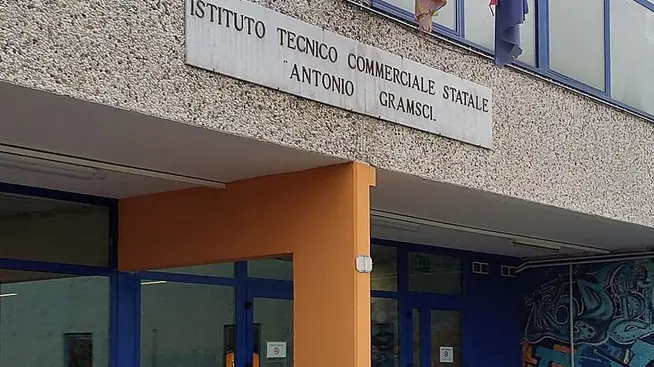 ISTITUTO TECNICO COMMERCIALE STATALE
"ANTONIO GRAMSCI.